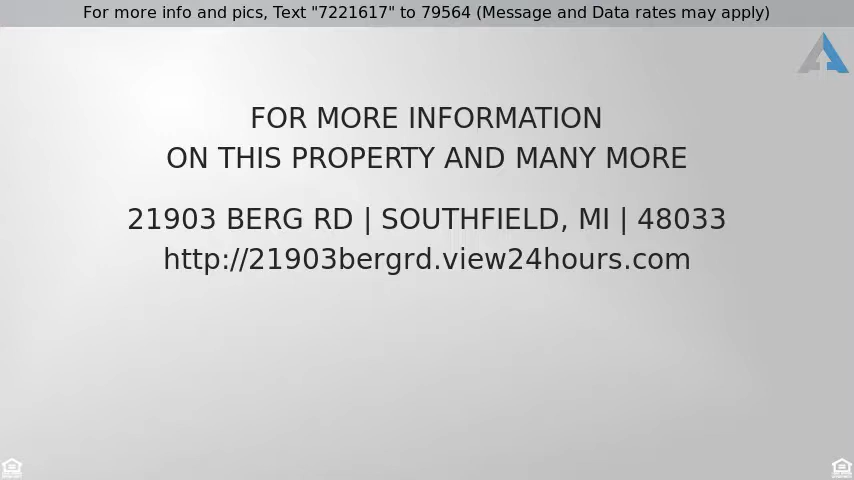 For more info and pics, Text "7221617" to 79564 (Message and Data rates may apply)
FOR MORE INFORMATION
ON THIS PROPERTY AND MANY MORE
21903 BERG RD | SOUTHFIELD, MI | 48033
http://21903bergrd.view24hours.com